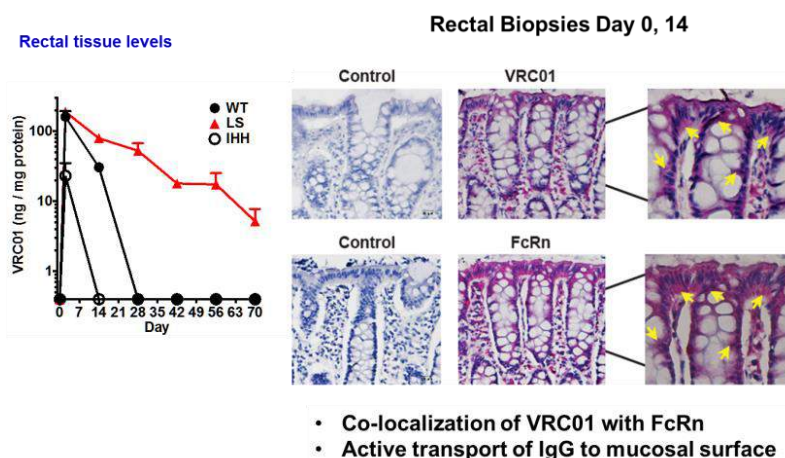 Rectal Biopsies Day 0, 14
Rectal tissue levels
WT
LS
IHH
VRC01 (ng / mg protein)
100
10
1
0 7 14 21 28 35 42 49 56 63 70
Day
Control
VRC01
Control
FcRn
• Co-localization of VRC01 with FcRn
• Active transport of IgG to mucosal surface